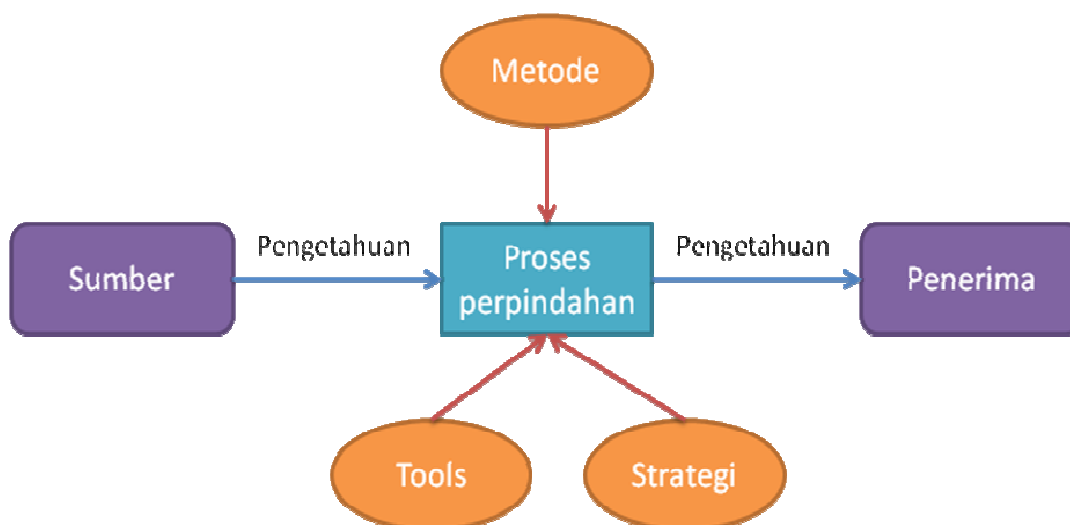 Metode
Sumber
Pengetahuan
Proses
perpindahan
Pengetahuan
Penerima
Tools
Strategi